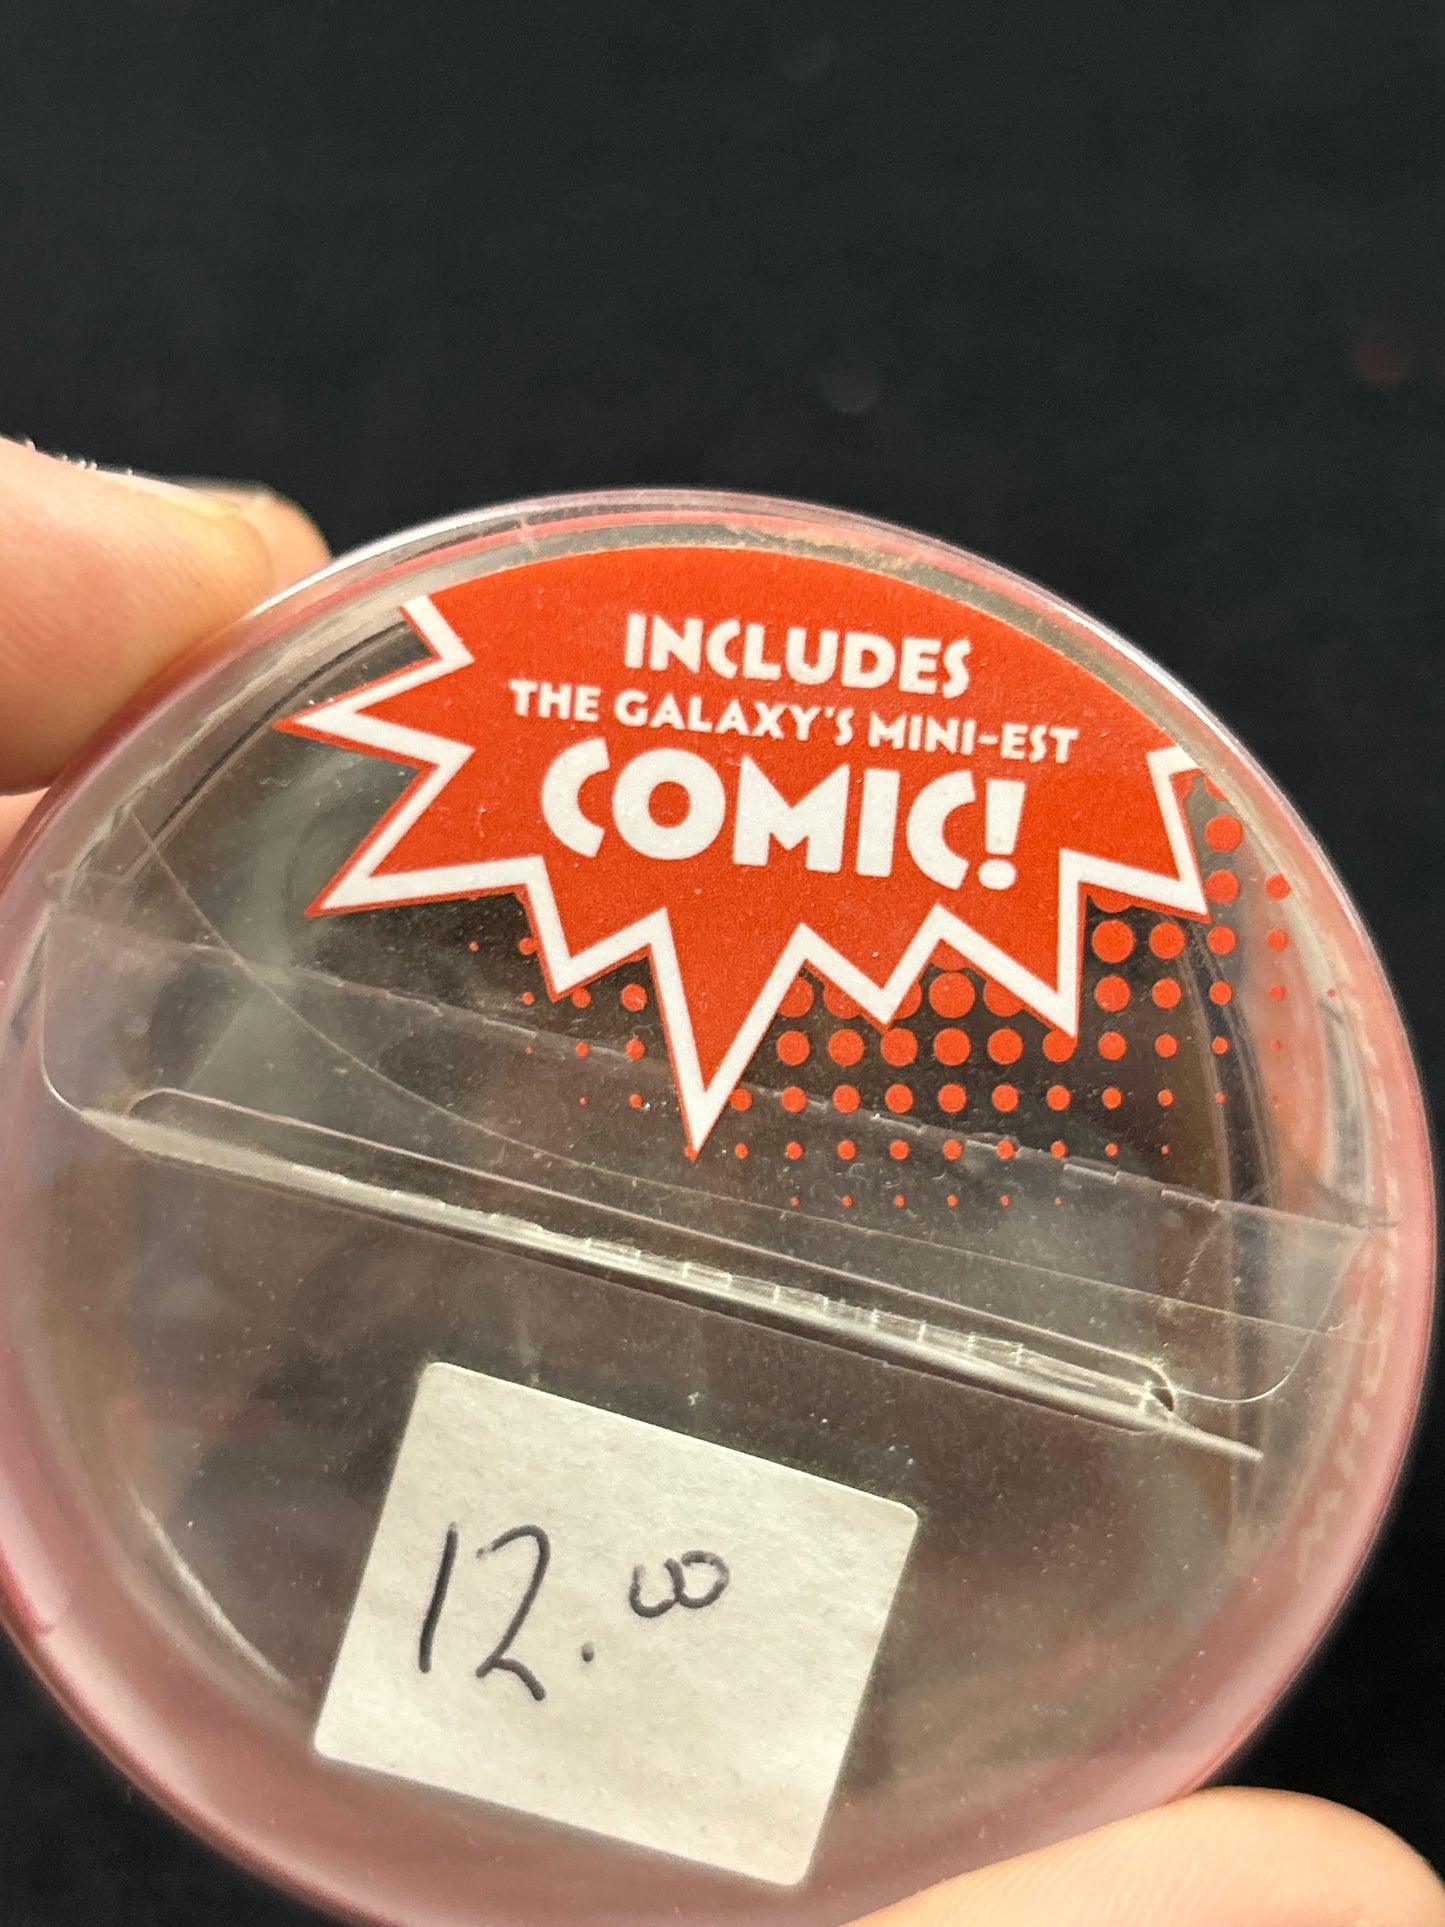 INCLUDES
THE GALAXY'S MINI-EST
COMIC!
12.00